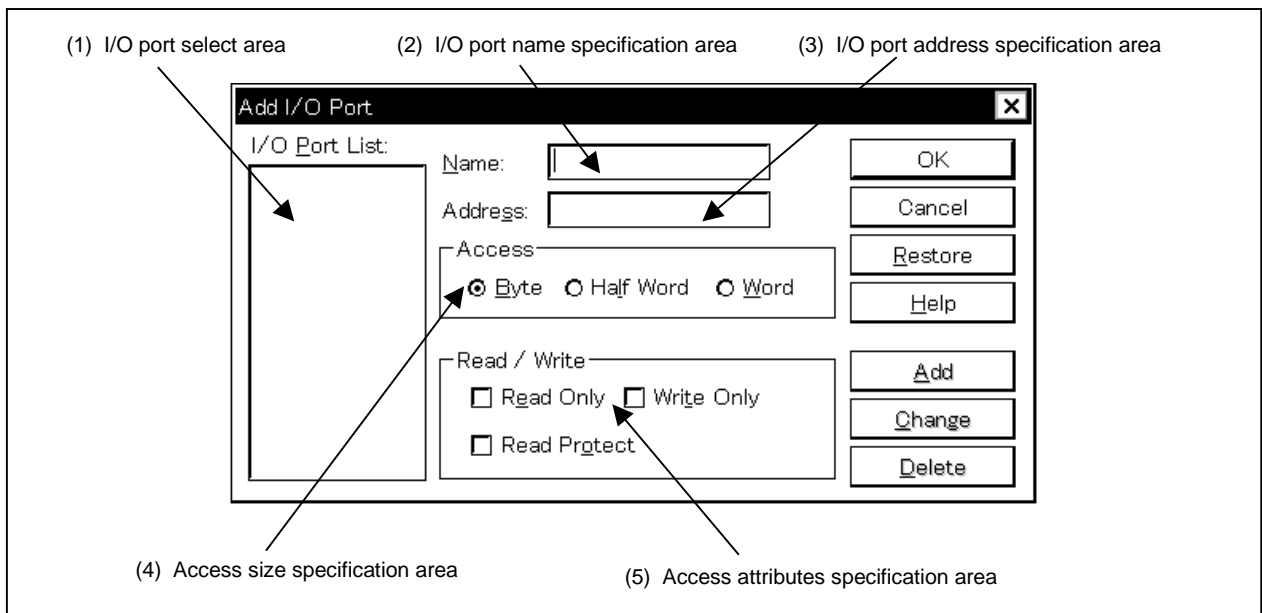 (1) I/O port select area
(2) I/O port name specification area
(3) I/O port address specification area
Add I/O Port
I/O Port List:
Name:
Address:
Access
Byte
Half Word
Word
Read / Write
Read Only
Write Only
Read Protect
OK
Cancel
Restore
Help
Add
Change
Delete
(4) Access size specification area
(5) Access attributes specification area